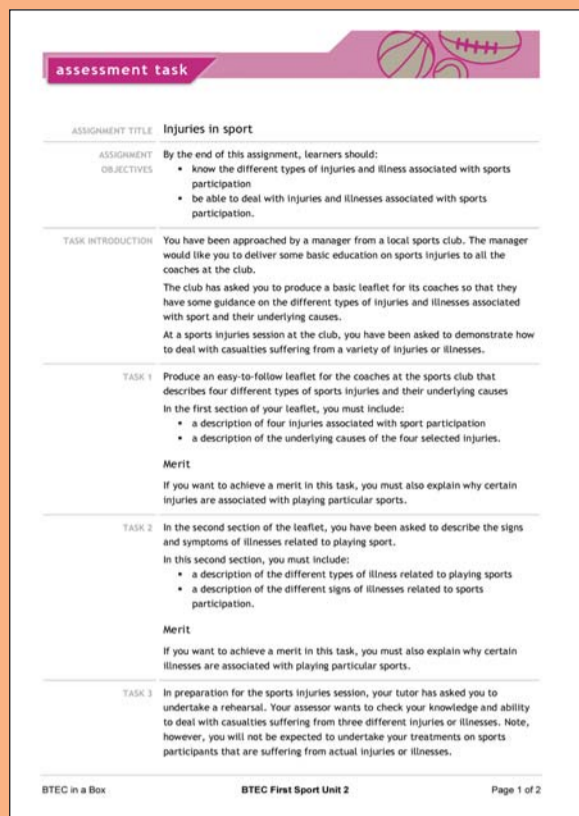 assessment task
ASSIGNMENT TITLE Injuries in sport
ASSIGNMENT OBJECTIVES By the end of this assignment, learners should:
• know the different types of injuries and illness associated with sports
participation
• be able to deal with injuries and illnesses associated with sports
participation.
TASK INTRODUCTION You have been approached by a manager from a local sports club. The manager
would like you to deliver some basic education on sports injuries to all the
coaches at the club.
The club has asked you to produce a basic leaflet for its coaches so that they
have some guidance on the different types of injuries and illnesses associated
with sport and their underlying causes.
At a sports injuries session at the club, you have been asked to demonstrate how
to deal with casualties suffering from a variety of injuries or illnesses.
TASK 1 Produce an easy-to-follow leaflet for the coaches at the sports club that
describes four different types of sports injuries and their underlying causes
In the first section of your leaflet, you must include:
• a description of four injuries associated with sport participation
• a description of the underlying causes of the four selected injuries.
Merit
If you want to achieve a merit in this task, you must also explain why certain
injuries are associated with playing particular sports.
TASK 2 In the second section of the leaflet, you have been asked to describe the signs
and symptoms of illnesses related to playing sport.
In this second section, you must include:
• a description of the different types of illness related to playing sports
• a description of the different signs of illnesses related to sports
participation.
Merit
If you want to achieve a merit in this task, you must also explain why certain
illnesses are associated with playing particular sports.
TASK 3 In preparation for the sports injuries session, your tutor has asked you to
undertake a rehearsal. Your assessor wants to check your knowledge and ability
to deal with casualties suffering from three different injuries or illnesses. Note,
however, you will not be expected to undertake your treatments on sports
participants that are suffering from actual injuries or illnesses.
BTEC in a Box BTEC First Sport Unit 2 Page 1 of 2